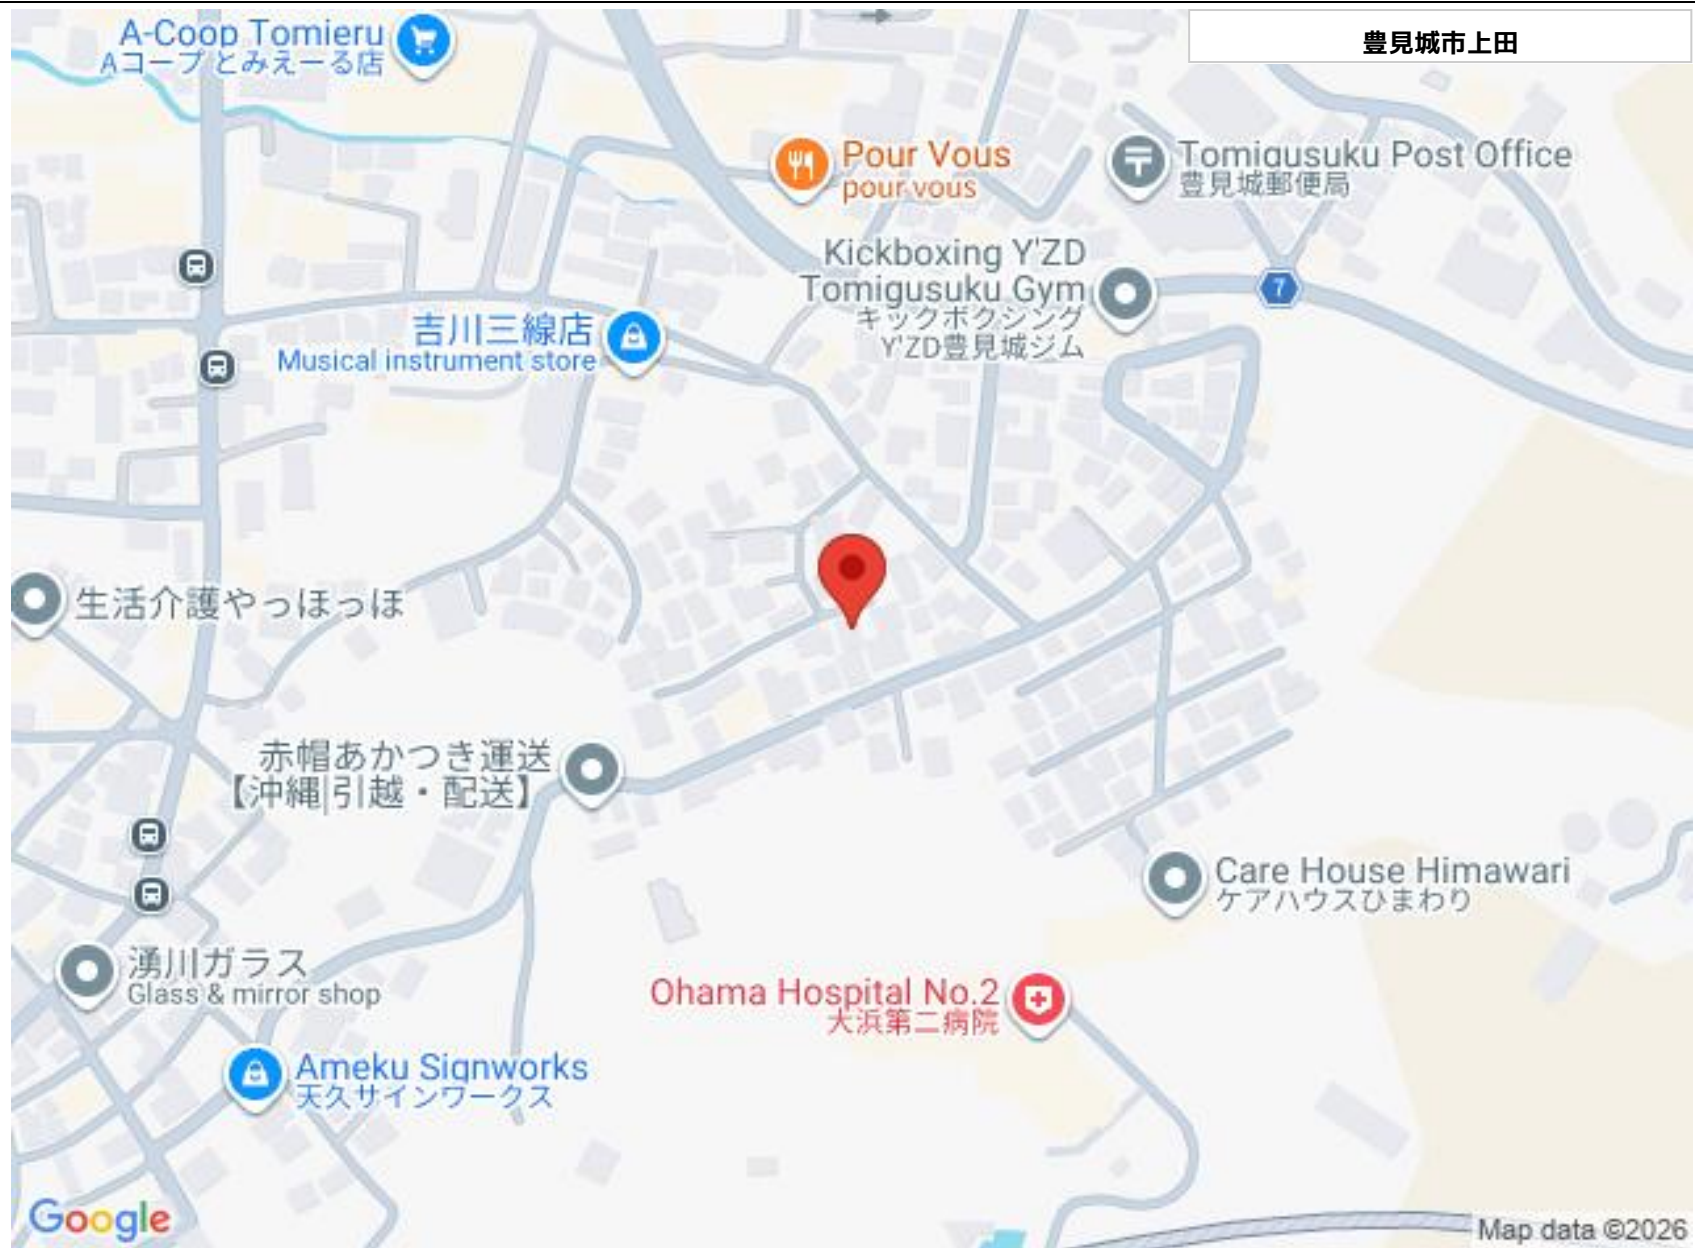 豊見城市上田
A-Coop Tomieru
Aコープ とみえーる店
Pour Vous
pour vous
Tomigusuku Post Office
豊見城郵便局
Kickboxing Y'ZD
Tomigusuku Gym
キックボクシング
Y'ZD豊見城ジム
7
吉川三線店
Musical instrument store
生活介護やっほっほ
赤帽あかつき運送
【沖縄|引越・配送】
Care House Himawari
ケアハウスひまわり
湧川ガラス
Glass & mirror shop
Ohama Hospital No.2
大浜第二病院
Ameku Signworks
天久サインワークス
Google
Map data ©2026